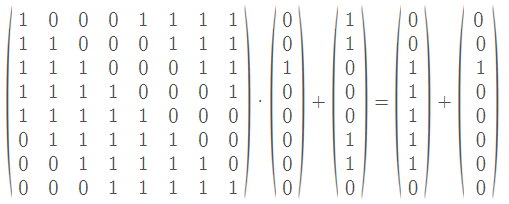 1 0 0 0 1 1 1 1 0 1 0 0
1 1 0 0 0 1 1 1 0 1 0 0
1 1 1 0 0 0 1 1 1 0 1 1
1 1 1 1 0 0 0 1 · 0 + 0 = 1 + 0
1 1 1 1 1 0 0 0 0 0 1 0
0 1 1 1 1 1 0 0 0 1 1 0
0 0 1 1 1 1 1 0 0 1 1 0
0 0 0 1 1 1 1 1 0 0 0 0